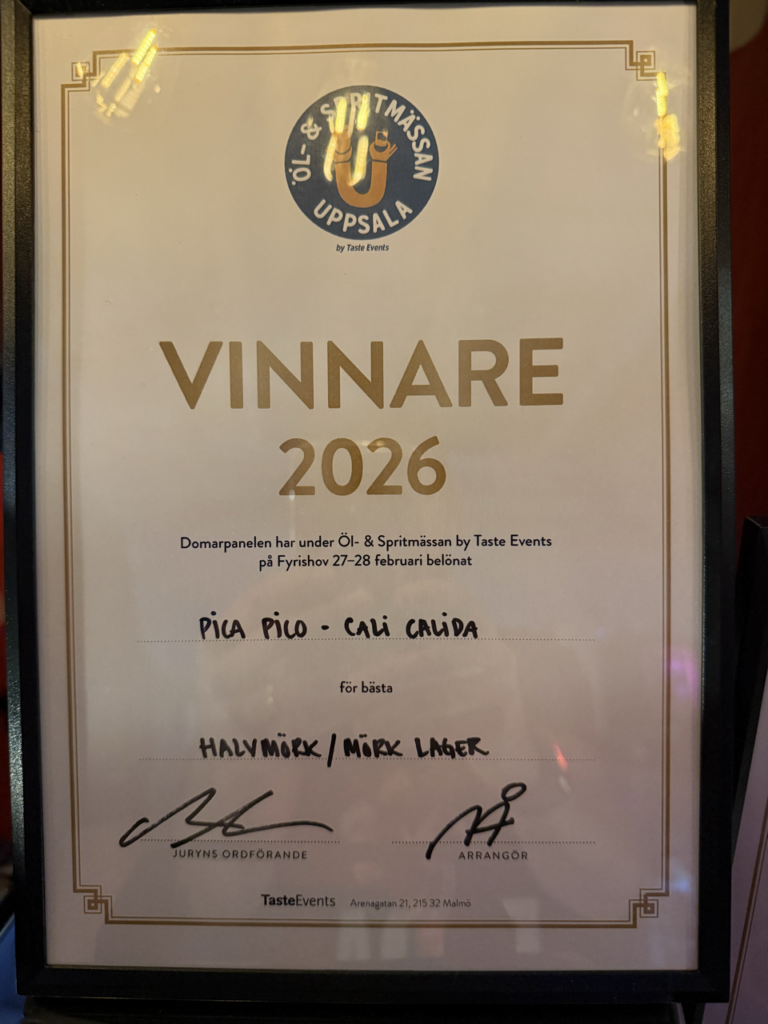 ÖL- & SPRITMÄSSAN
UPPSALA
by Taste Events
VINNARE
2026
Domarpanelen har under Öl- & Spritmässan by Taste Events
på Fyrishov 27–28 februari belönat
PICA PICO - CALI CALIDA
för bästa
HALVMÖRK/MÖRK LAGER
JURYNS ORDFÖRANDE
ARRANGÖR
TasteEvents Arenagatan 21, 215 32 Malmö